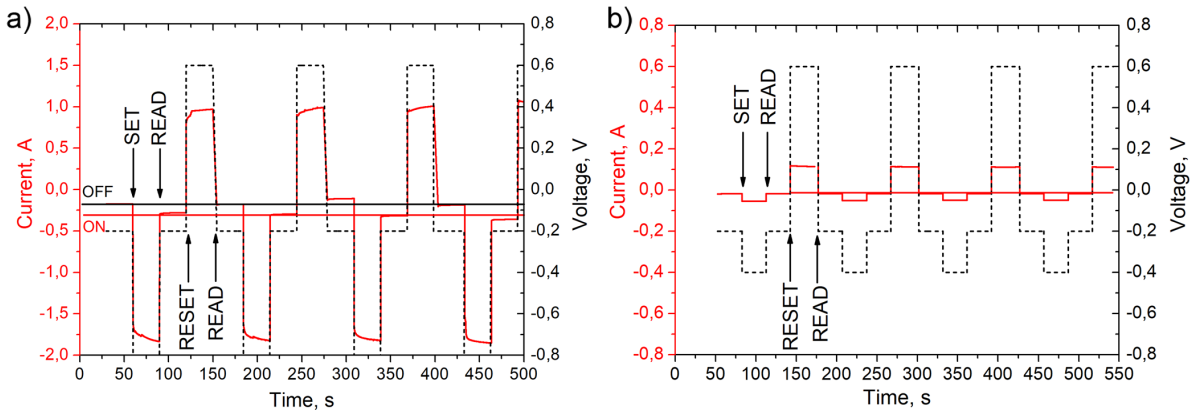 a)
2,0
1,5
1,0
0,5
0,0
-0,5
-1,0
-1,5
-2,0
Current, A
0 50 100 150 200 250 300 350 400 450 500
Time, s
0,8
0,6
0,4
0,2
0,0
-0,2
-0,4
-0,6
-0,8
Voltage, V
SET
READ
OFF
ON
RESET
READ
b)
0,8
0,6
0,4
0,2
0,0
-0,2
-0,4
-0,6
-0,8
Current, A
0 50 100 150 200 250 300 350 400 450 500 550
Time, s
0,8
0,6
0,4
0,2
0,0
-0,2
-0,4
-0,6
-0,8
Voltage, V
SET
READ
RESET
READ